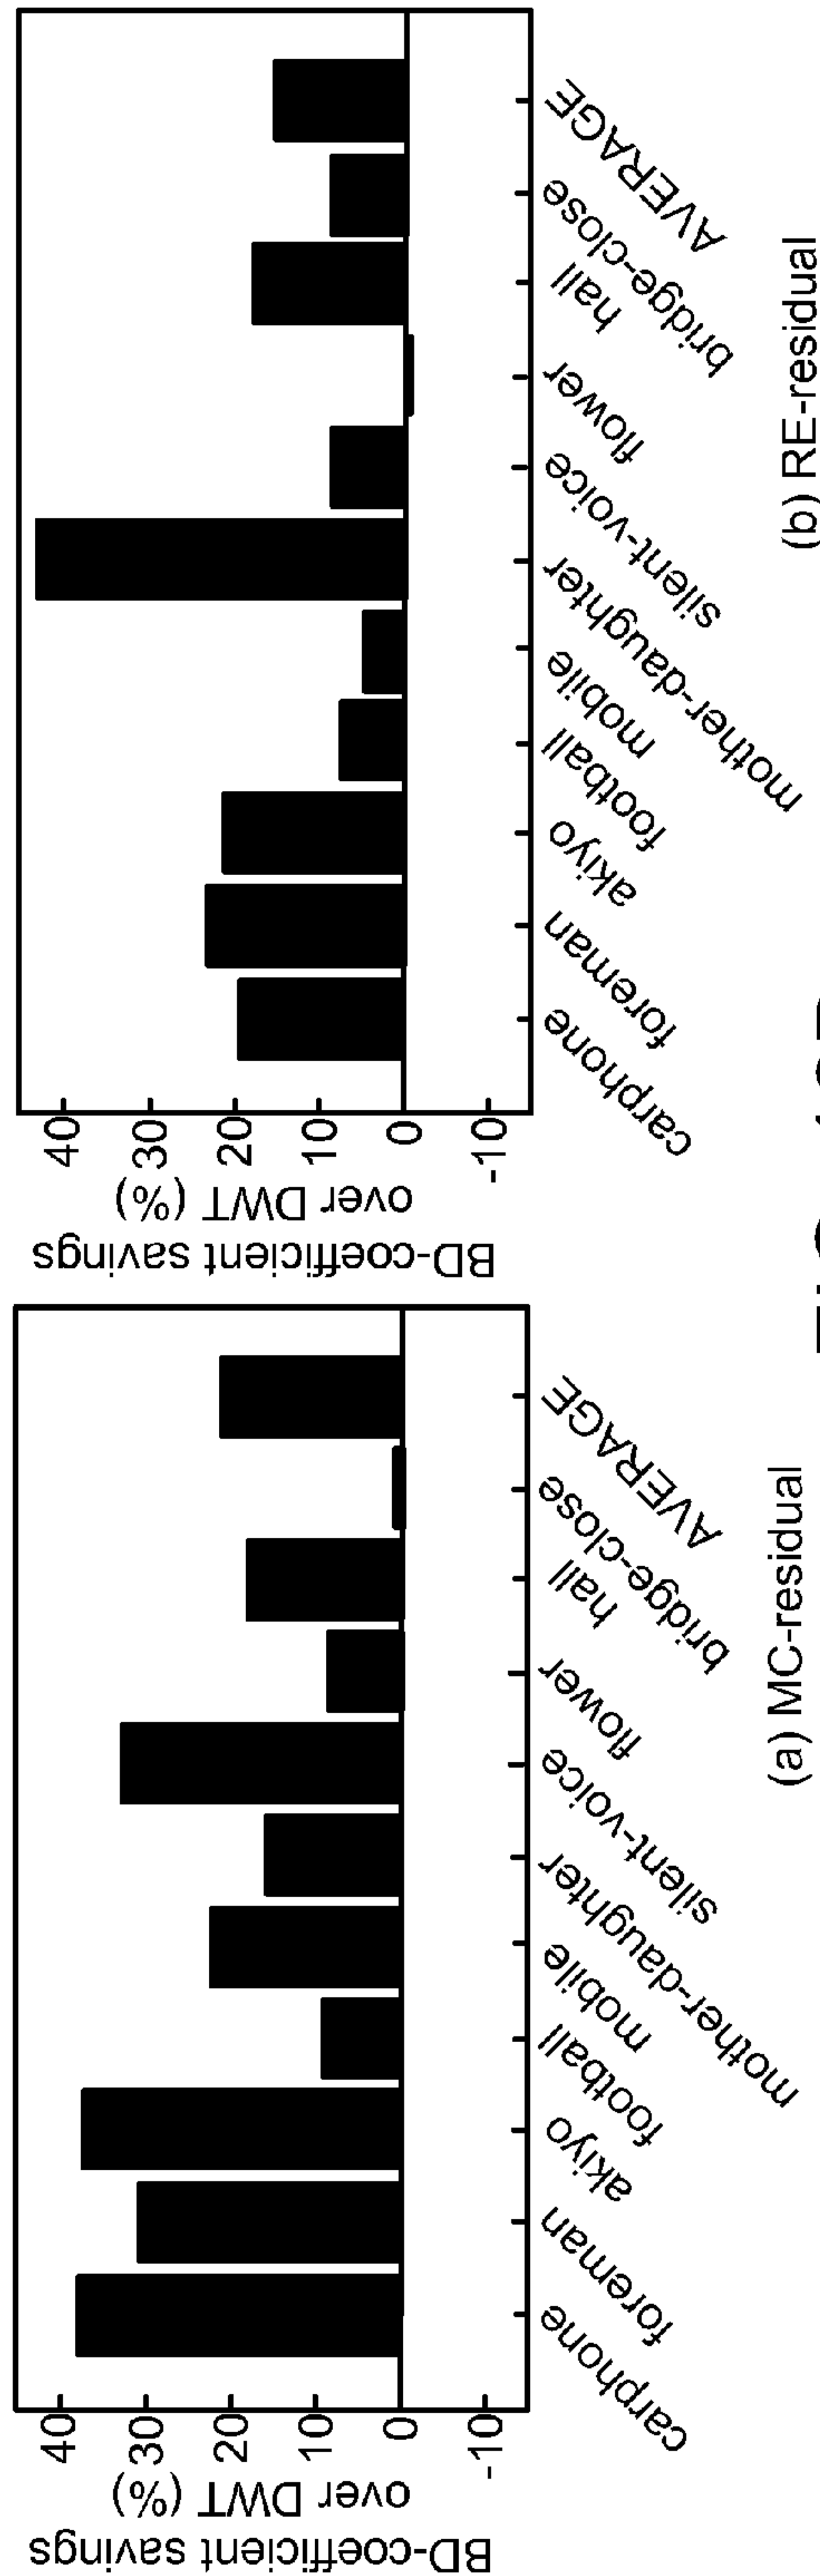 BD-coefficient savings
over DWT (%)
40
30
20
10
0
-10
carphone
foreman
akiyo
football
mobile
mother-daughter
silent-voice
flower
hall
bridge-close
AVERAGE
(a) MC-residual
BD-coefficient savings
over DWT (%)
40
30
20
10
0
-10
carphone
foreman
akiyo
football
mobile
mother-daughter
silent-voice
flower
hall
bridge-close
AVERAGE
(b) RE-residual